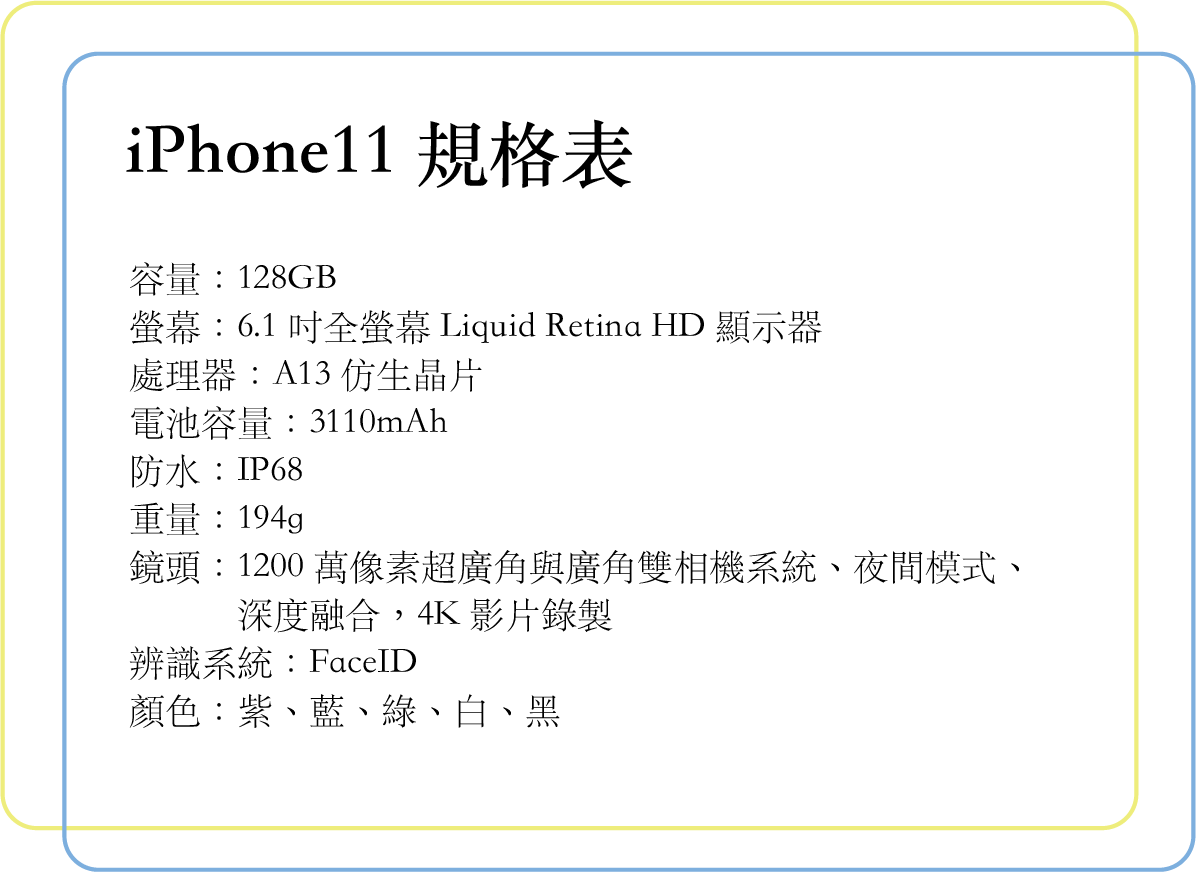 iPhone11 規格表
容量：128GB
螢幕：6.1 吋全螢幕 Liquid Retina HD 顯示器
處理器：A13 仿生晶片
電池容量：3110mAh
防水：IP68
重量：194g
鏡頭：1200 萬像素超廣角與廣角雙相機系統、夜間模式、
深度融合，4K 影片錄製
辨識系統：FaceID
顏色：紫、藍、綠、白、黑